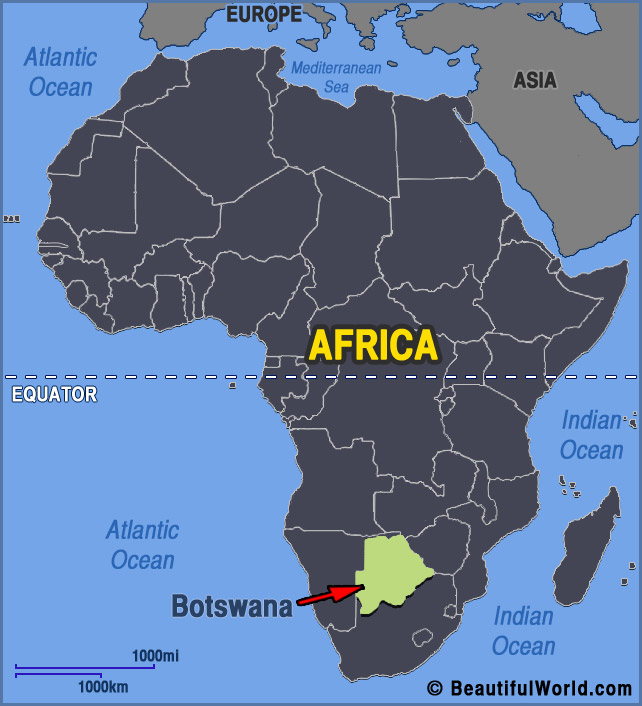 EUROPE
Atlantic
Ocean
Mediterranean
Sea
ASIA
AFRICA
EQUATOR
Indian
Ocean
Atlantic
Ocean
Botswana
Indian
Ocean
1000mi
1000km
© BeautifulWorld.com